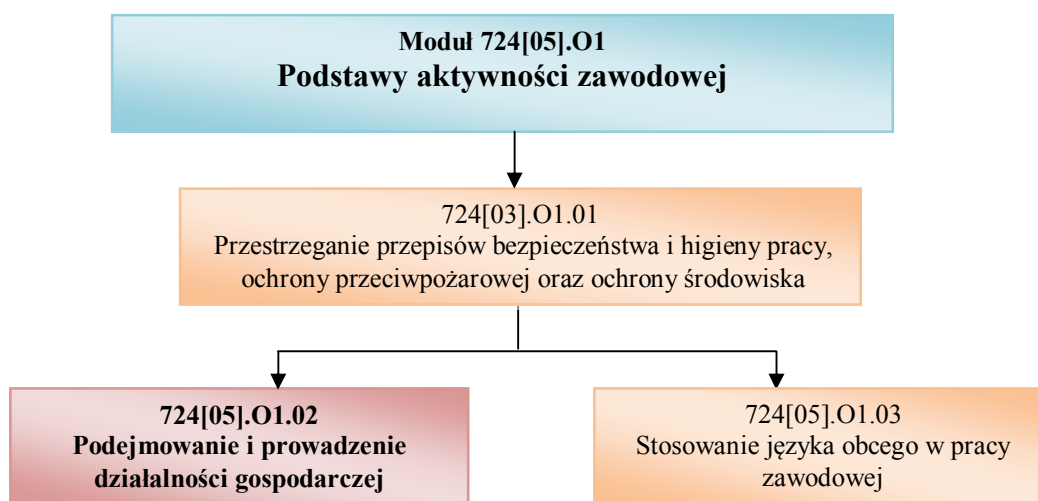 Moduł 724[05].O1
Podstawy aktywności zawodowej
724[03].O1.01
Przestrzeganie przepisów bezpieczeństwa i higieny pracy,
ochrony przeciwpożarowej oraz ochrony środowiska
724[05].O1.02
Podejmowanie i prowadzenie
działalności gospodarczej
724[05].O1.03
Stosowanie języka obcego w pracy
zawodowej